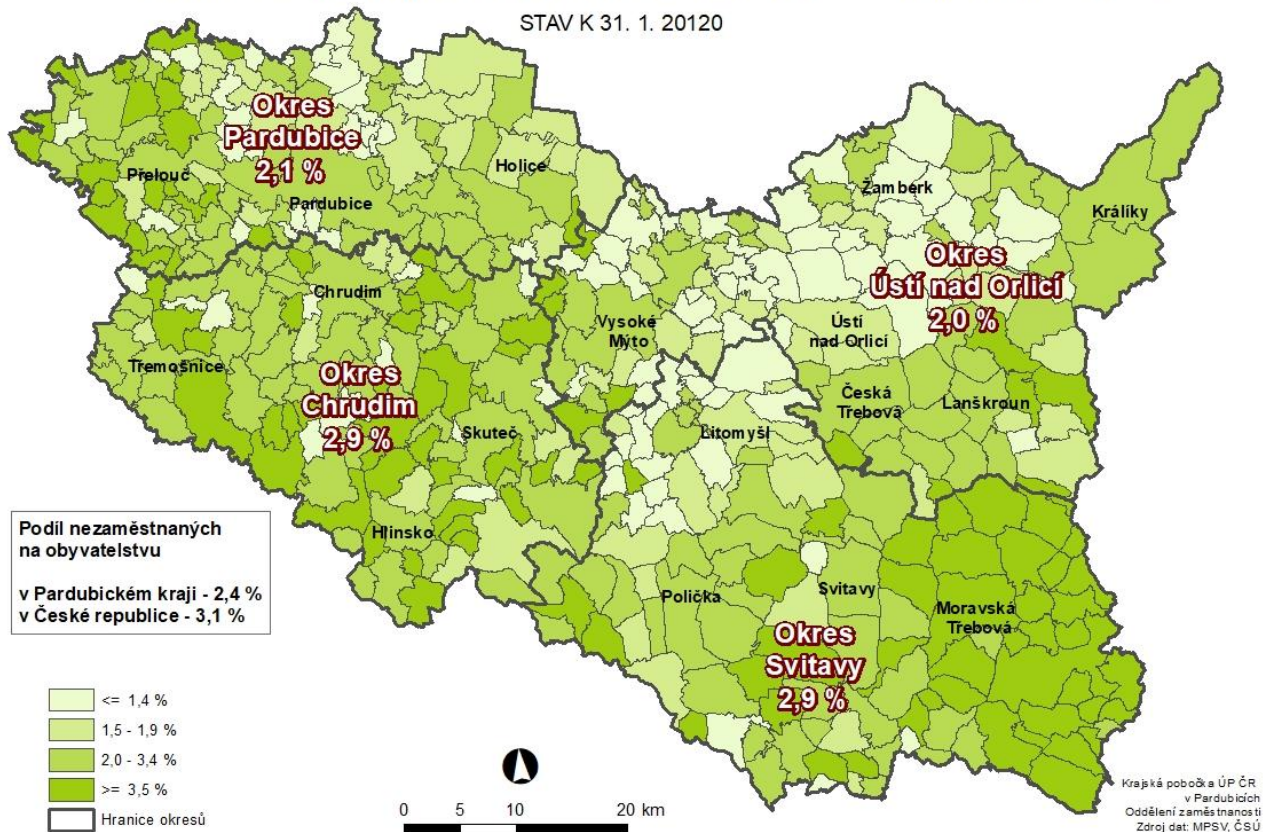 STAV K 31. 1. 20120
Okres
Pardubice
2,1 %
Přelouč
Pardubice
Holice
Žamberk
Králíky
Okres
Ústí nad Orlicí
2,0 %
Chrudim
Vysoké
Mýto
Ústí
nad Orlicí
Třemošnice
Okres
Chrudim
2,9 %
Česká
Třebová
Lanškroun
Skuteč
Litomyšl
Hlinsko
Podíl nezaměstnaných
na obyvatelstvu
v Pardubickém kraji - 2,4 %
v České republice - 3,1 %
Polička
Svitavy
Moravská
Třebová
Okres
Svitavy
2,9 %
<= 1,4 %
1,5 - 1,9 %
2,0 - 3,4 %
>= 3,5 %
Hranice okresů
0 5 10 20 km
Krajská pobočka ÚP ČR
v Pardubicích
Oddělení zaměstnanosti
Zdroj dat: MPSV, ČSÚ